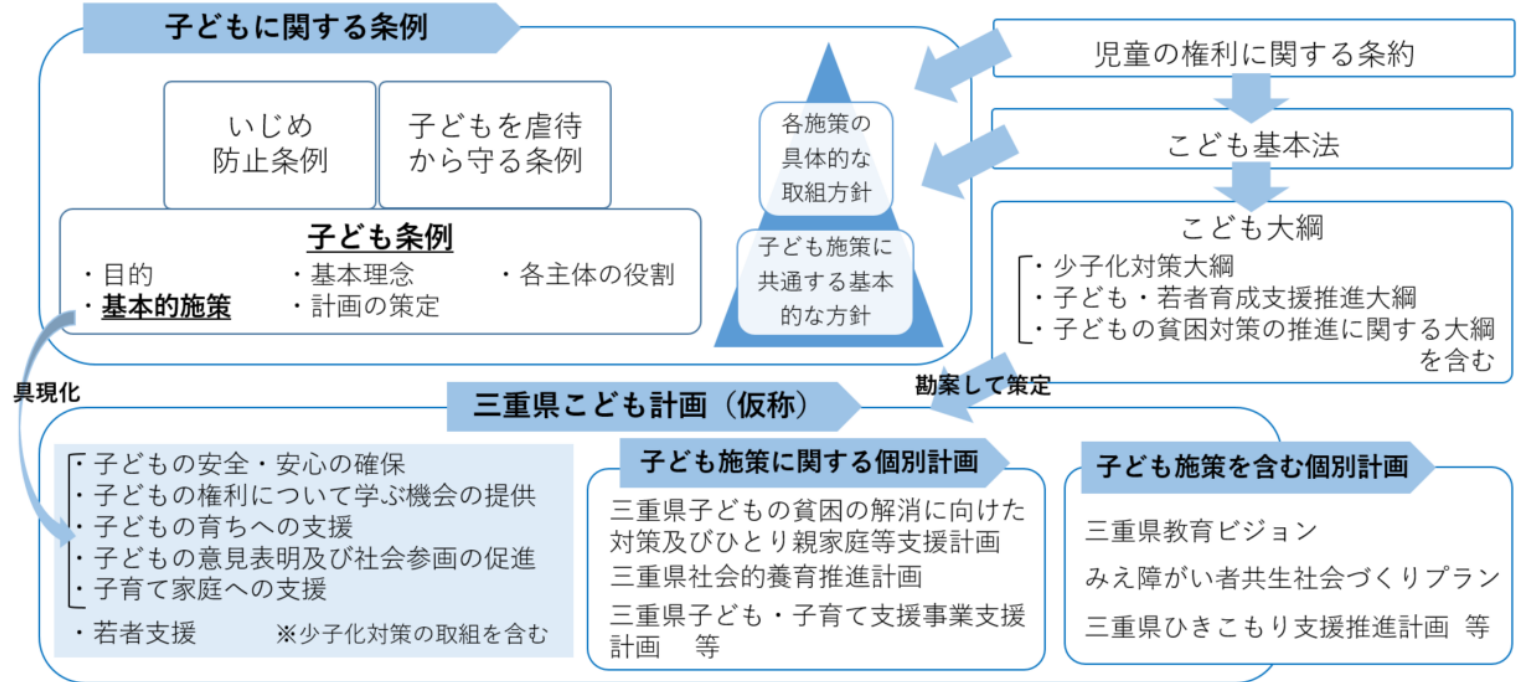 子どもに関する条例
いじめ
防止条例
子どもを虐待
から守る条例
子ども条例
・目的
・基本理念
・各主体の役割
・基本的施策
・計画の策定
各施策の
具体的な
取組方針
子ども施策に
共通する基本
的な方針
児童の権利に関する条約
こども基本法
こども大綱
・少子化対策大綱
・子ども・若者育成支援推進大綱
・子どもの貧困対策の推進に関する大綱
を含む
具現化
勘案して策定
三重県こども計画（仮称）
・子どもの安全・安心の確保
・子どもの権利について学ぶ機会の提供
・子どもの育ちへの支援
・子どもの意見表明及び社会参画の促進
・子育て家庭への支援
・若者支援　※少子化対策の取組を含む
子ども施策に関する個別計画
三重県子どもの貧困の解消に向けた
対策及びひとり親家庭等支援計画
三重県社会的養育推進計画
三重県子ども・子育て支援事業支援
計画　等
子ども施策を含む個別計画
三重県教育ビジョン
みえ障がい者共生社会づくりプラン
三重県ひきこもり支援推進計画 等